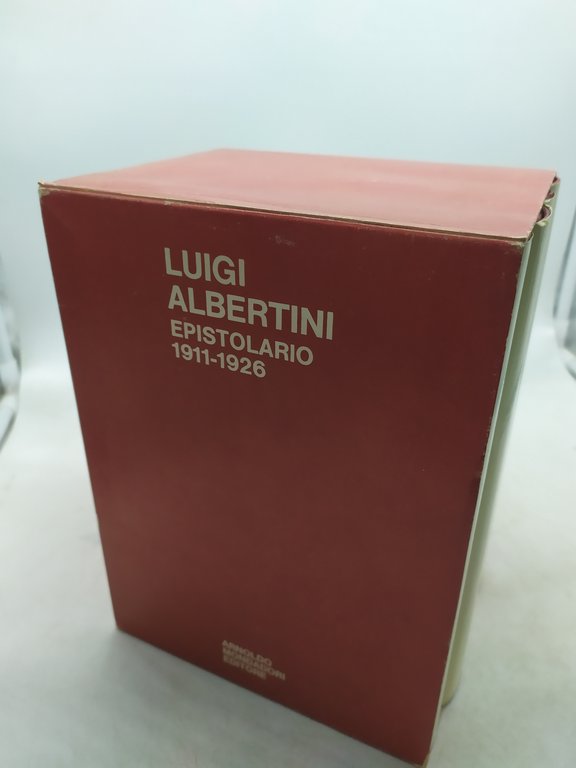 LUIGI
ALBERTINI
EPISTOLARIO
1911-1926
ARNOLDO
MONDADORI
EDITORE